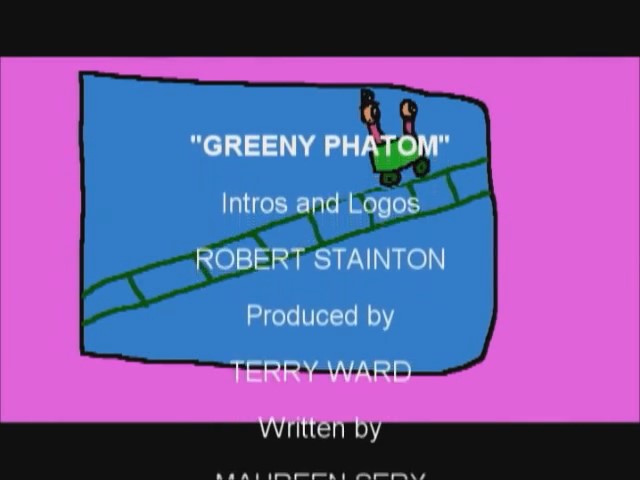 "GREENY PHATOM"
Intros and Logos
ROBERT STAINTON
Produced by
TERRY WARD
Written by